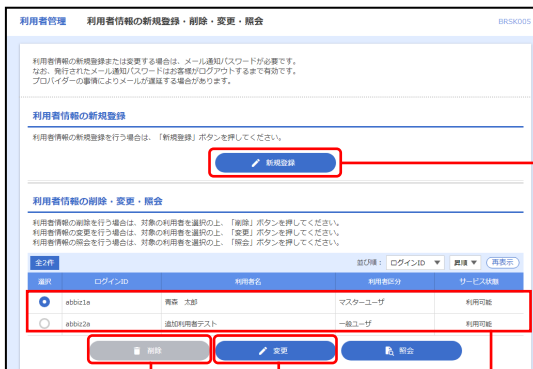 利用者管理 利用者情報の新規登録・削除・変更・照会 BRSK005
利用者情報の新規登録または変更する場合は、メール通知パスワードが必要です。
なお、発行されたメール通知パスワードはお客様がログアウトするまで有効です。
プロバイダーの事情によりメールが遅延する場合があります。
利用者情報の新規登録
利用者情報の新規登録を行う場合は、「新規登録」ボタンを押してください。
新規登録
利用者情報の削除・変更・照会
利用者情報の削除を行う場合は、対象の利用者を選択の上、「削除」ボタンを押してください。
利用者情報の変更を行う場合は、対象の利用者を選択の上、「変更」ボタンを押してください。
利用者情報の照会を行う場合は、対象の利用者を選択の上、「照会」ボタンを押してください。
全2件 並び順： ログインID ▼ 昇順 ▼ 再表示
選択 ログインID 利用者名 利用者区分 サービス状態
abbiz1a 青森 太郎 マスターユーザ 利用可能
abbiz2a 追加利用者テスト 一般ユーザ 利用可能
削除 変更 照会